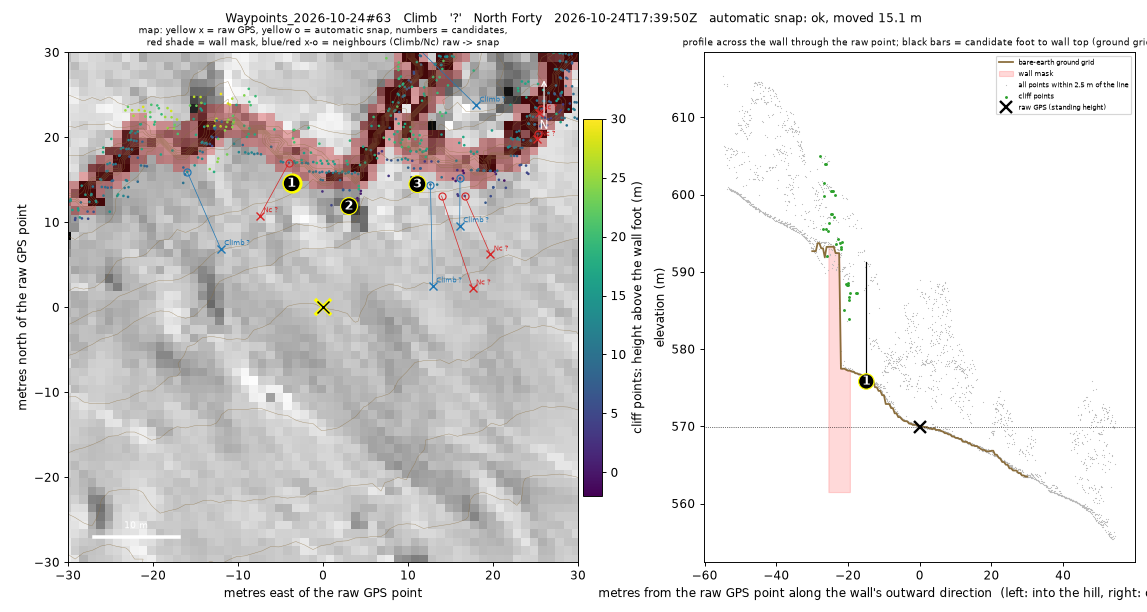 Waypoints_2026-10-24#63 Climb '?' North Forty 2026-10-24T17:39:50Z automatic snap: ok, moved 15.1 m
map: yellow x = raw GPS, yellow o = automatic snap, numbers = candidates,
red shade = wall mask, blue/red x-o = neighbours (Climb/Nc) raw -> snap
profile across the wall through the raw point; black bars = candidate foot to wall top (ground gri
30
20
10
0
−10
−20
−30
−30
−20
−10
0
10
20
30
metres north of the raw GPS point
metres east of the raw GPS point
10 m
N
Climb
Climb ?
Climb ?
Climb ?
Nc ?
Nc ?
Nc ?
1
2
3
30
25
20
15
10
5
0
cliff points: height above the wall foot (m)
bare-earth ground grid
wall mask
all points within 2.5 m of the line
cliff points
raw GPS (standing height)
1
610
600
590
580
570
560
elevation (m)
−60
−40
−20
0
20
40
metres from the raw GPS point along the wall's outward direction (left: into the hill, right: